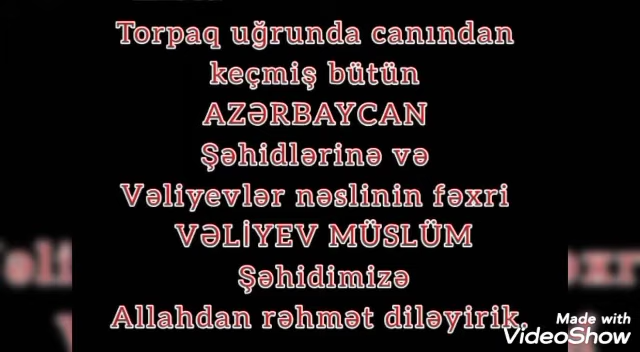 Torpaq uğrunda canından
keçmiş bütün
AZƏRBAYCAN
Şəhidlərinə və
Vəliyevlər nəslinin fəxri
VƏLİYEV MÜSLÜM
Şəhidimizə
Allahdan rəhmət diləyirik,
Made with
VideoShow